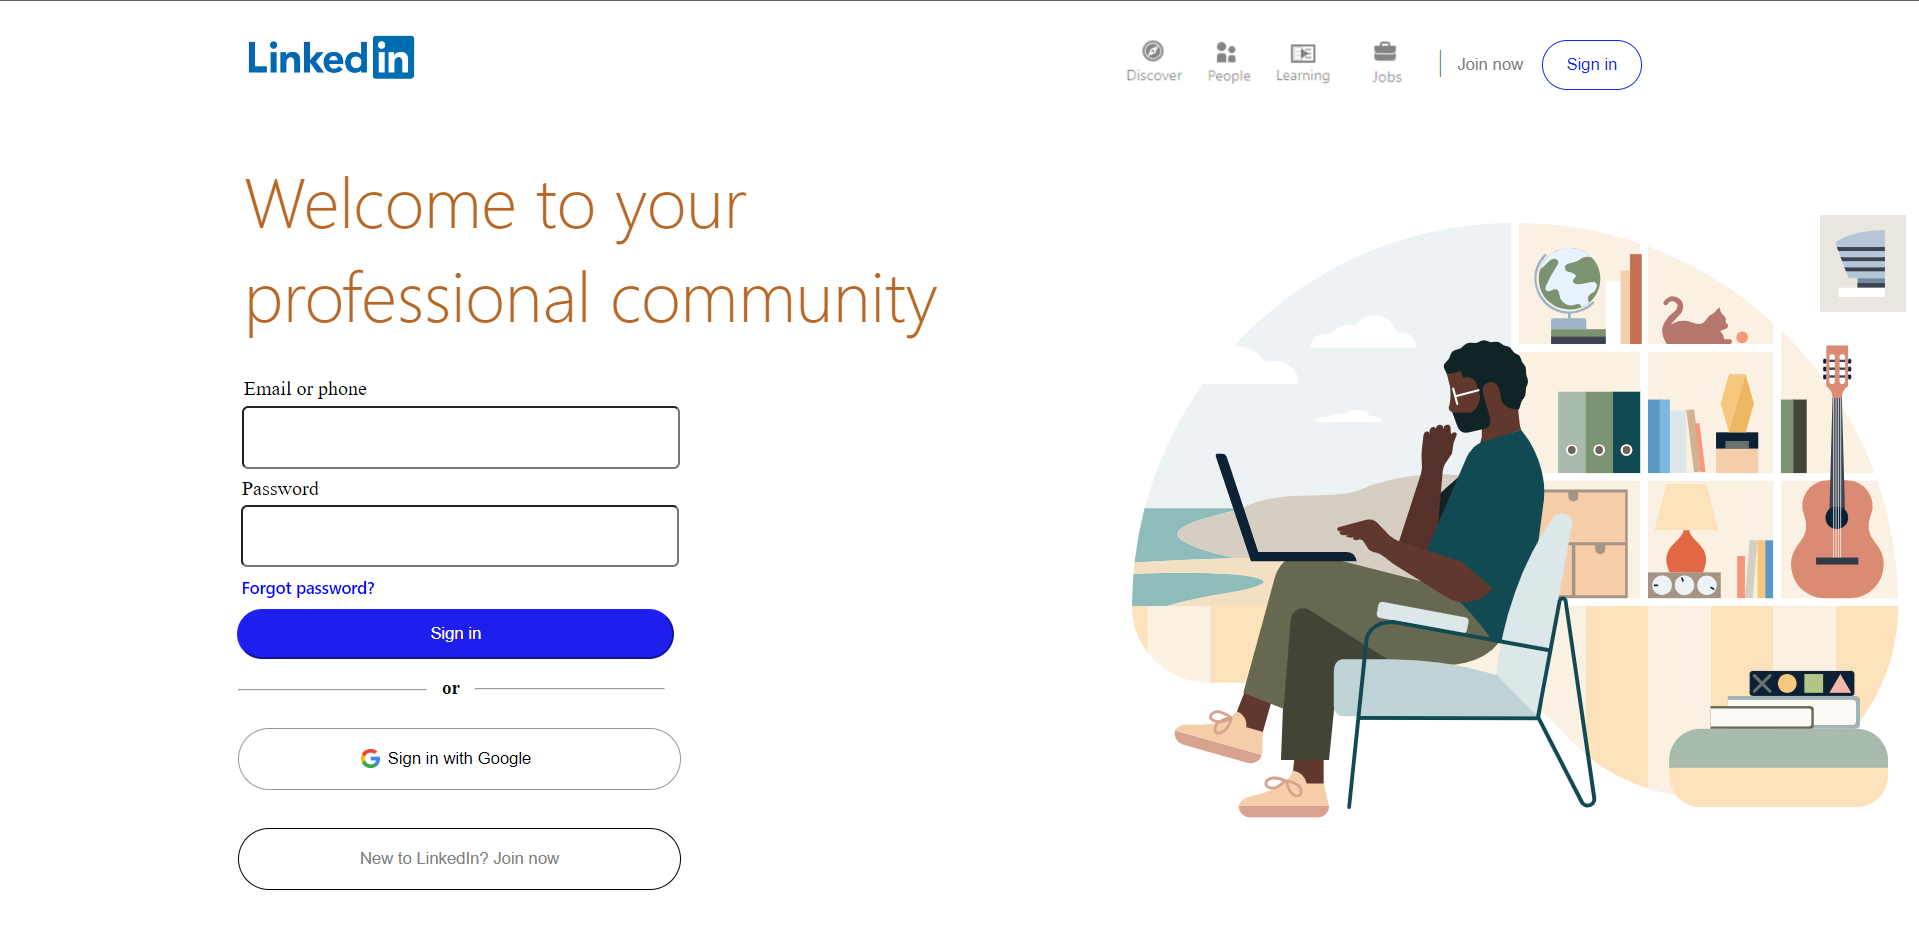 Linked in
Discover People Learning Jobs Join now Sign in
Welcome to your
professional community
Email or phone
Password
Forgot password?
Sign in
or
Sign in with Google
New to LinkedIn? Join now